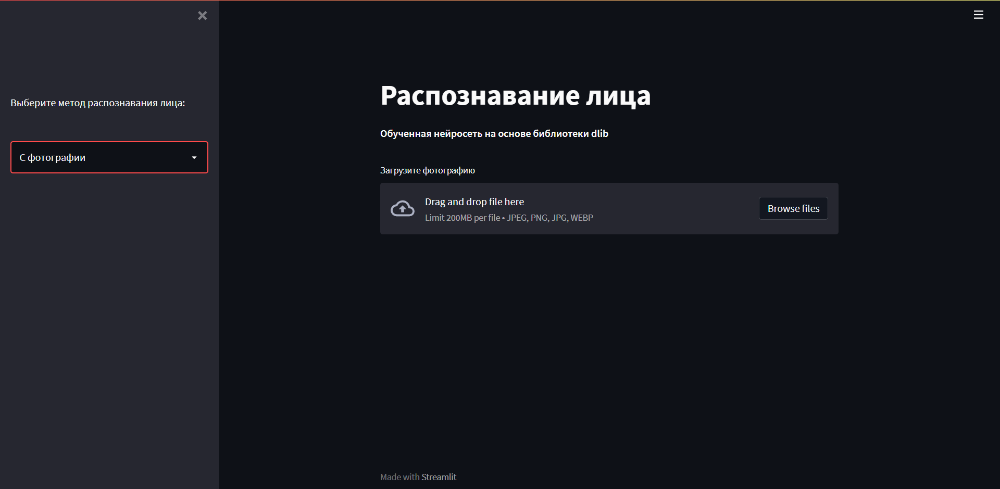 Выберите метод распознавания лица:
С фотографии
Распознавание лица
Обученная нейросеть на основе библиотеки dlib
Загрузите фотографию
Drag and drop file here
Limit 200MB per file • JPEG, PNG, JPG, WEBP
Browse files
Made with Streamlit